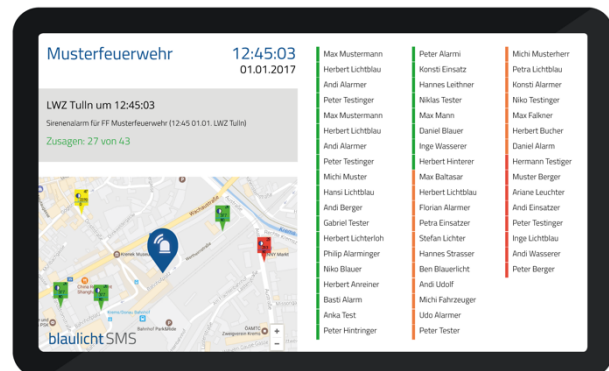 Musterfeuerwehr
12:45:03
01.01.2017
LWZ Tulln um 12:45:03
Sirenenalarm für FF Musterfeuerwehr (12:45 01.01. LWZ Tulln)
Zusagen: 27 von 43
Wachaustraße
Bahnhof Parkdeck
ÖAMTC
+
−
blaulichtSMS
Max Mustermann
Herbert Lichtblau
Andi Alarmer
Peter Testinger
Max Mustermann
Herbert Lichtblau
Andi Alarmer
Peter Testinger
Michi Muster
Hansi Lichtblau
Andi Berger
Gabriel Tester
Herbert Lichterloh
Philip Alarminger
Niko Blauer
Herbert Anreiner
Basti Alarm
Anka Test
Peter Hintringer
Peter Alarmi
Konsti Einsatz
Hannes Leithner
Niklas Tester
Max Mann
Daniel Blauer
Inge Wasserer
Herbert Hinterer
Max Baltasar
Herbert Lichtblau
Florian Alarmer
Petra Einsatzer
Stefan Lichter
Hannes Strasser
Ben Blauerlicht
Andi Udolf
Michi Fahrzeuger
Udo Alarmer
Peter Tester
Michi Musterherr
Petra Lichtblau
Konsti Alarmer
Niko Testinger
Max Falkner
Herbert Bucher
Daniel Alarm
Hermann Testiger
Muster Berger
Ariane Leuchter
Andi Einsatzer
Peter Testinger
Inge Lichtblau
Andi Wasserer
Peter Berger